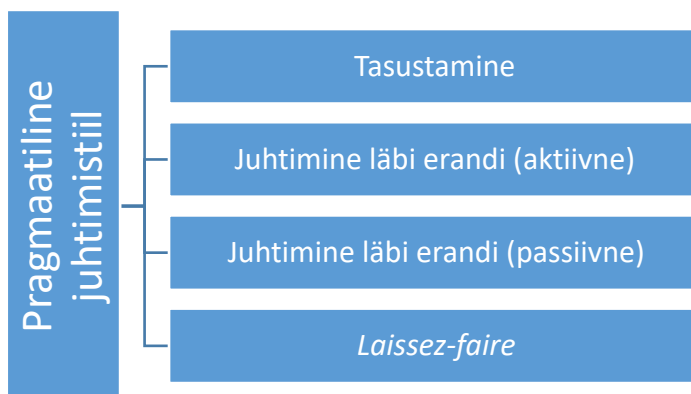 Pragmaatiline
juhtimistiil
Tasustamine
Juhtimine läbi erandi (aktiivne)
Juhtimine läbi erandi (passiivne)
Laissez-faire